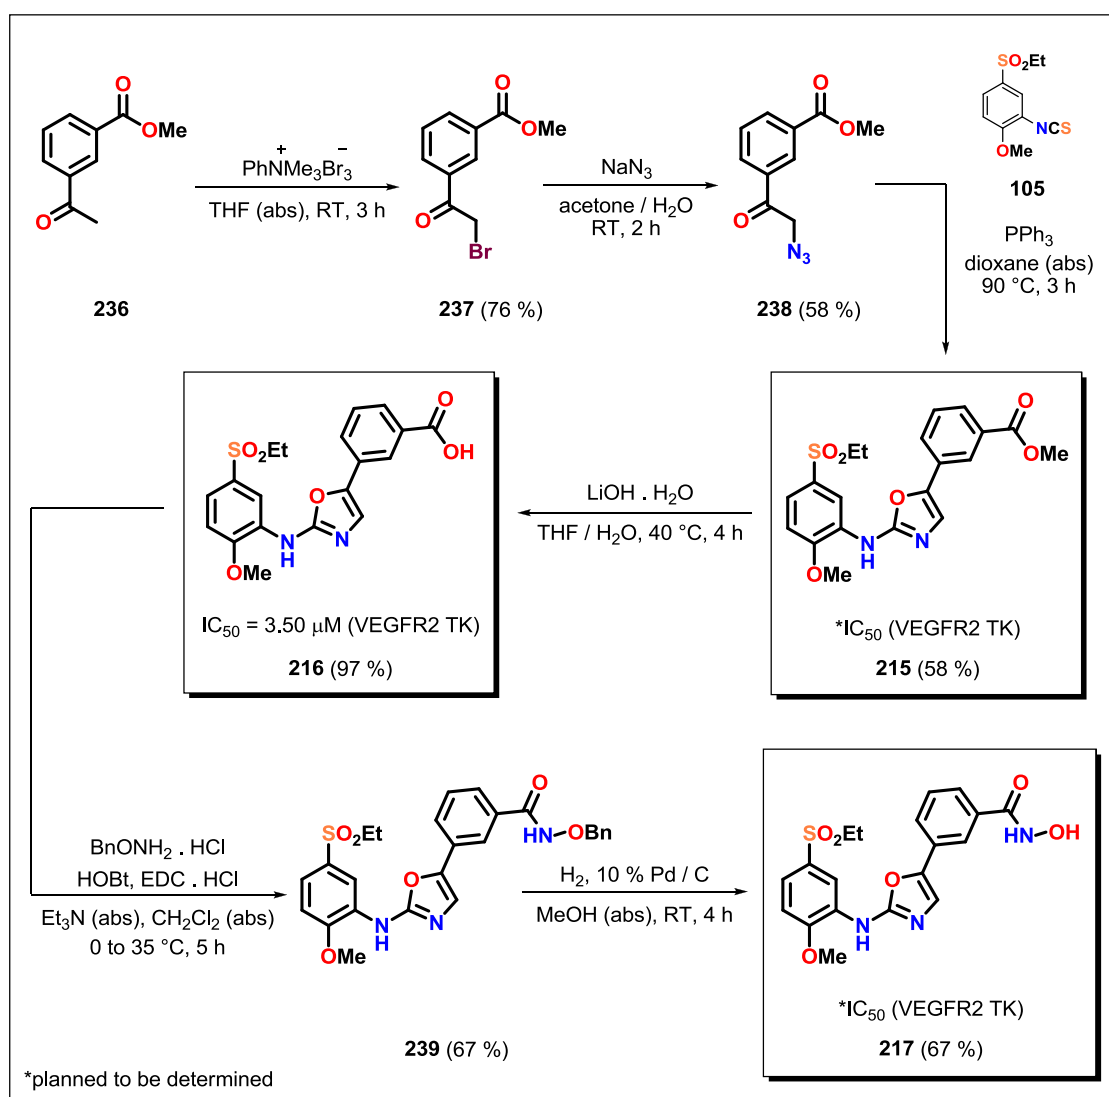 O
OMe
O
236
+ −
PhNMe3Br3
THF (abs), RT, 3 h
O
OMe
O
Br
237 (76 %)
NaN3
acetone / H2O
RT, 2 h
O
OMe
O
N3
238 (58 %)
SO2Et
NCS
OMe
105
PPh3
dioxane (abs)
90 °C, 3 h
O
OH
SO2Et
O
N
H
N
OMe
IC50 = 3.50 μM (VEGFR2 TK)
216 (97 %)
LiOH . H2O
THF / H2O, 40 °C, 4 h
O
OMe
SO2Et
O
N
H
N
OMe
*IC50 (VEGFR2 TK)
215 (58 %)
BnONH2 . HCl
HOBt, EDC . HCl
Et3N (abs), CH2Cl2 (abs)
0 to 35 °C, 5 h
O
HN
OBn
SO2Et
O
N
H
N
OMe
239 (67 %)
H2, 10 % Pd / C
MeOH (abs), RT, 4 h
O
HN
OH
SO2Et
O
N
H
N
OMe
*IC50 (VEGFR2 TK)
217 (67 %)
*planned to be determined